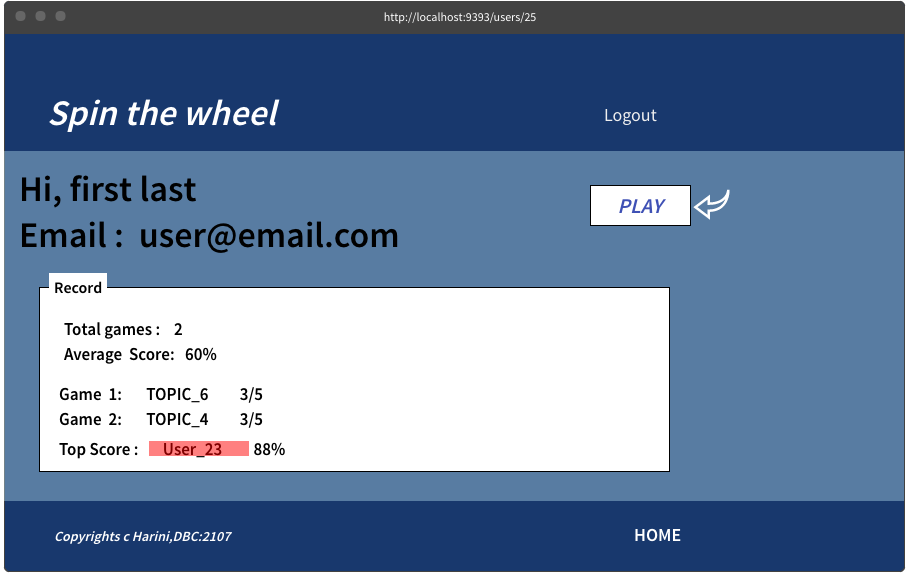 http://localhost:9393/users/25
Spin the wheel
Logout
Hi, first last
PLAY
Email : user@email.com
Record
Total games : 2
Average Score: 60%
Game 1: TOPIC_6 3/5
Game 2: TOPIC_4 3/5
Top Score : User_23 88%
Copyrights c Harini,DBC:2107
HOME